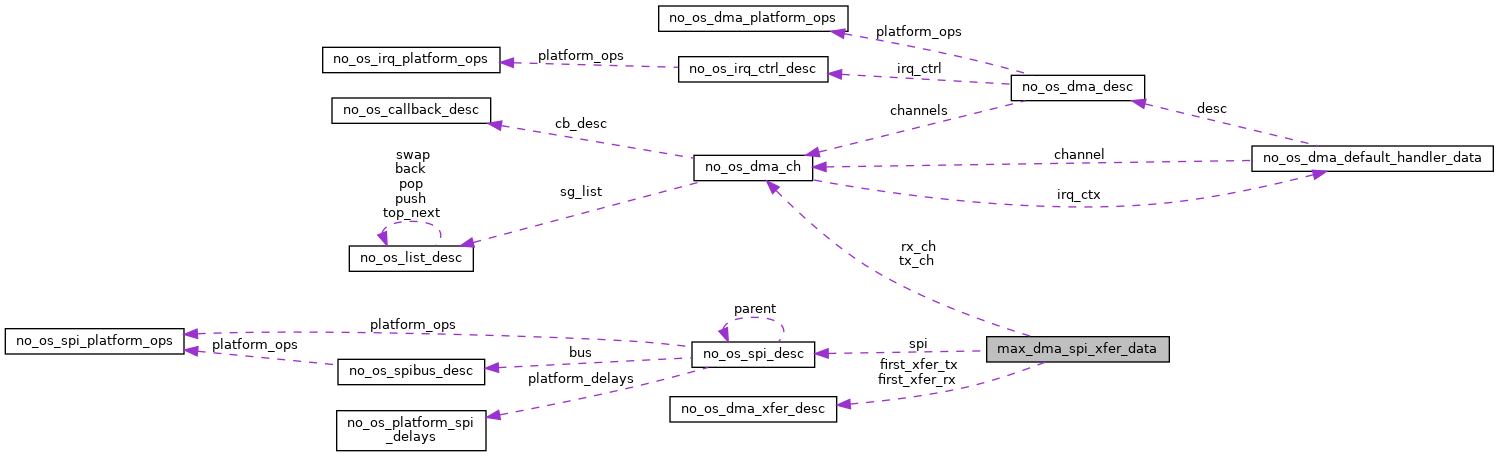 no_os_dma_platform_ops
platform_ops
no_os_irq_platform_ops
platform_ops
no_os_irq_ctrl_desc
irq_ctrl
no_os_dma_desc
no_os_callback_desc
cb_desc
channels
desc
swap
back
pop
push
top_next
no_os_dma_ch
channel
no_os_dma_default_handler_data
sg_list
irq_ctx
no_os_list_desc
rx_ch
tx_ch
parent
platform_ops
no_os_spi_platform_ops
platform_ops
bus
no_os_spi_desc
spi
max_dma_spi_xfer_data
no_os_spibus_desc
platform_delays
first_xfer_tx
first_xfer_rx
no_os_platform_spi
_delays
no_os_dma_xfer_desc